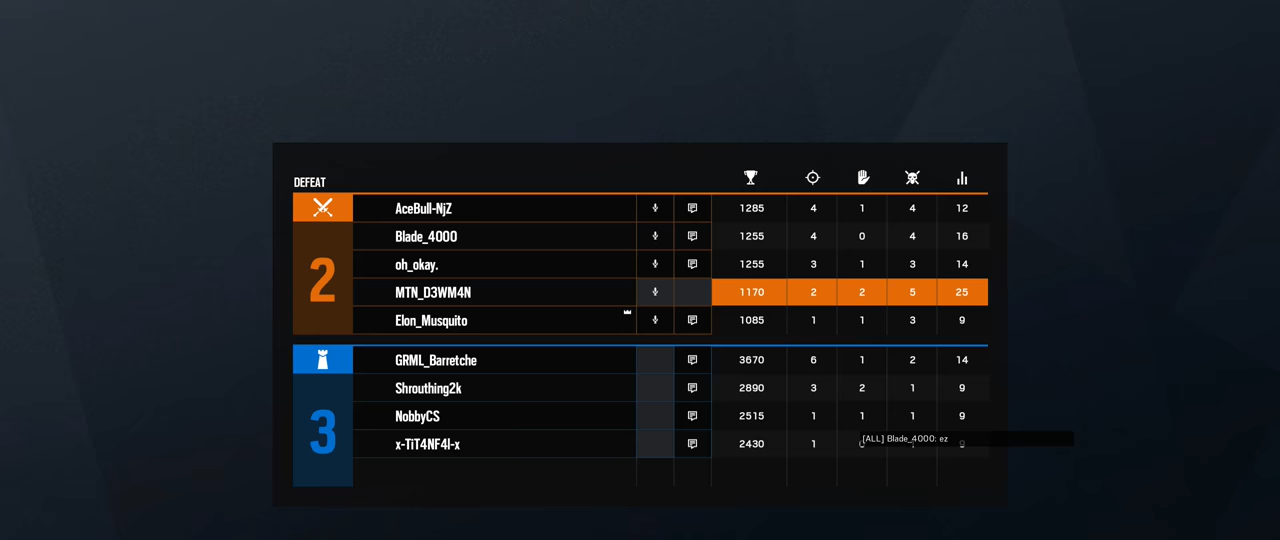 DEFEAT
AceBull-NjZ 1285 4 1 4 12
Blade_4000 1255 4 0 4 16
oh_okay. 1255 3 1 3 14
2
MTN_D3WM4N 1170 2 2 5 25
Elon_Musquito 1085 1 1 3 9
GRML_Barretche 3670 6 1 2 14
Shrouthing2k 2890 3 2 1 9
NobbyCS 2515 1 1 1 9
3
[ALL] Blade_4000: ez
x-TiT4NF4I-x 2430 1